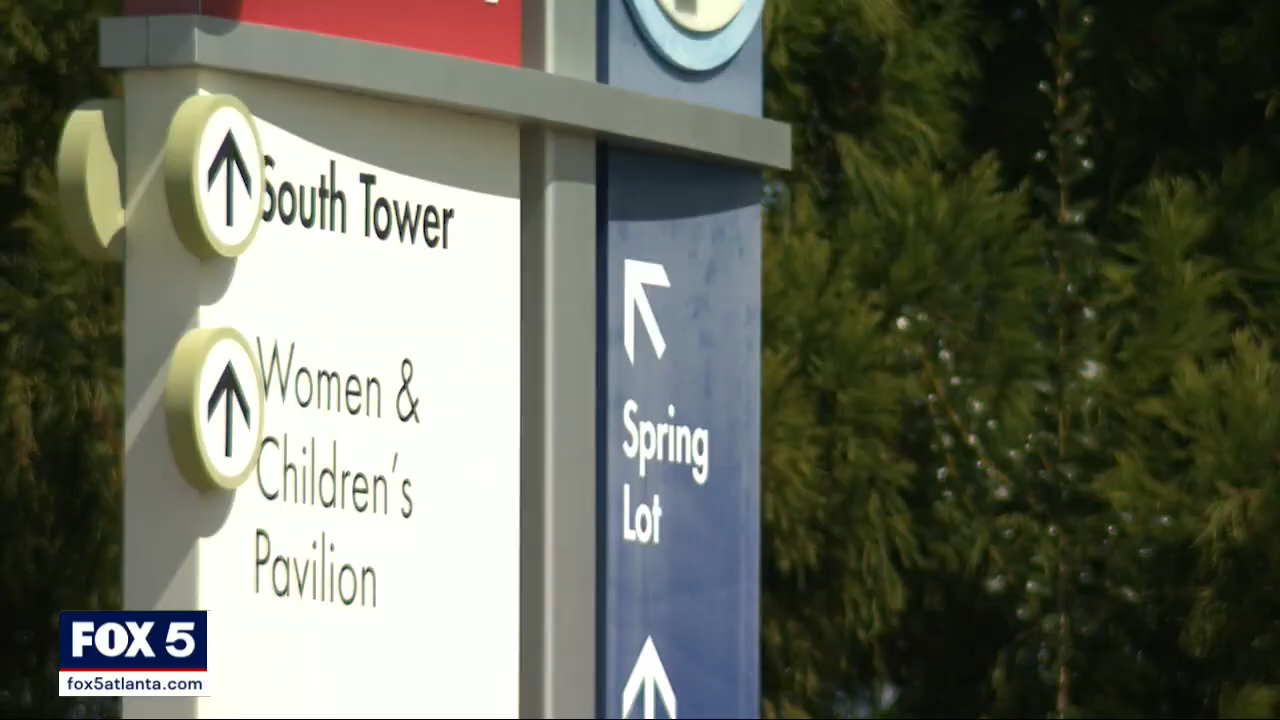 South Tower
Women &
Children's
Pavilion
Spring
Lot
FOX 5
fox5atlanta.com